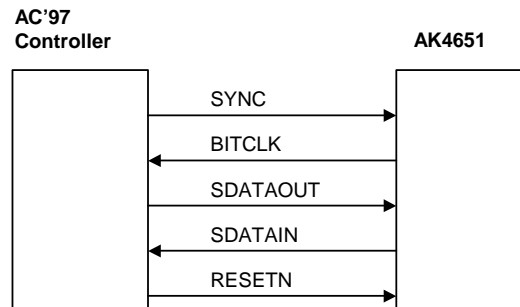 AC'97
Controller
AK4651
SYNC
BITCLK
SDATAOUT
SDATAIN
RESETN